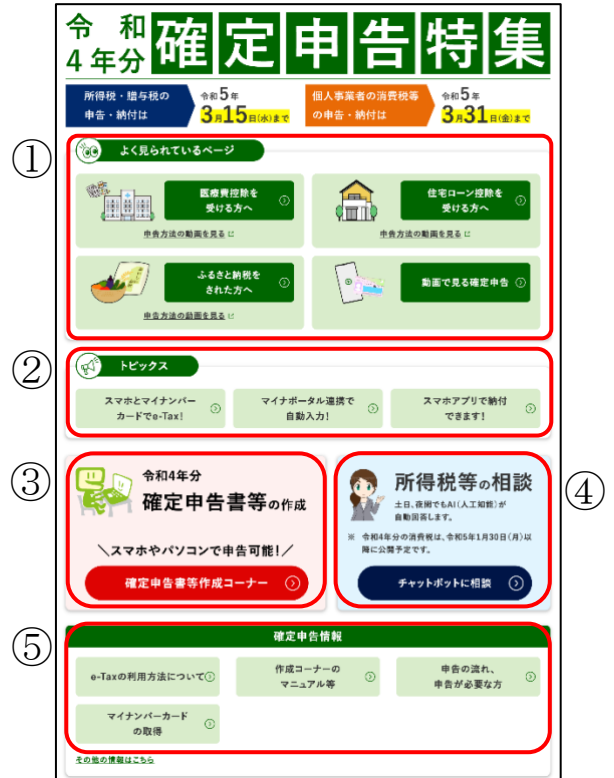 令和
4年分
確定申告特集
所得税・贈与税の
申告・納付は
令和5年
3月15日(水)まで
個人事業者の消費税等
の申告・納付は
令和5年
3月31日(金)まで
①
よく見られているページ
医療費控除を
受ける方へ
申告方法の動画を見る
住宅ローン控除を
受ける方へ
申告方法の動画を見る
ふるさと納税を
された方へ
申告方法の動画を見る
動画で見る確定申告
②
トピックス
スマホとマイナンバー
カードでe-Tax!
マイナポータル連携で
自動入力!
スマホアプリで納付
できます!
③
令和4年分
確定申告書等の作成
\スマホやパソコンで申告可能!/
確定申告書等作成コーナー
④
所得税等の相談
土日、夜間でもAI(人工知能)が
自動回答します。
※ 令和4年分の消費税は、令和5年1月30日(月)以
降に公開予定です。
チャットボットに相談
⑤
確定申告情報
e-Taxの利用方法について
作成コーナーの
マニュアル等
申告の流れ、
申告が必要な方
マイナンバーカード
の取得
その他の情報はこちら